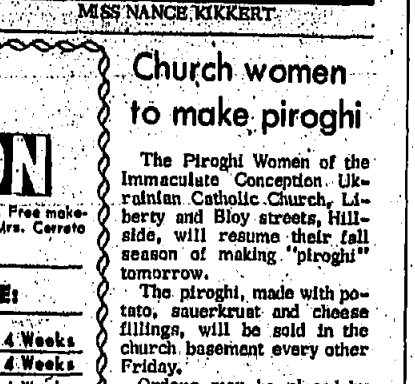 MISS NANCE KIKKERT
ON
Free make-
Mrs. Cerreto
E:
4 Weeks
4 Weeks
Church women
to make piroghi
The Piroghi Women of the
Immaculate Conception Uk-
rainian Catholic Church, Li-
berty and Bloy streets, Hill-
side, will resume their fall
season of making "piroghi"
tomorrow.
The piroghi, made with po-
tato, sauerkraut and cheese
fillings, will be sold in the
church basement every other
Friday.